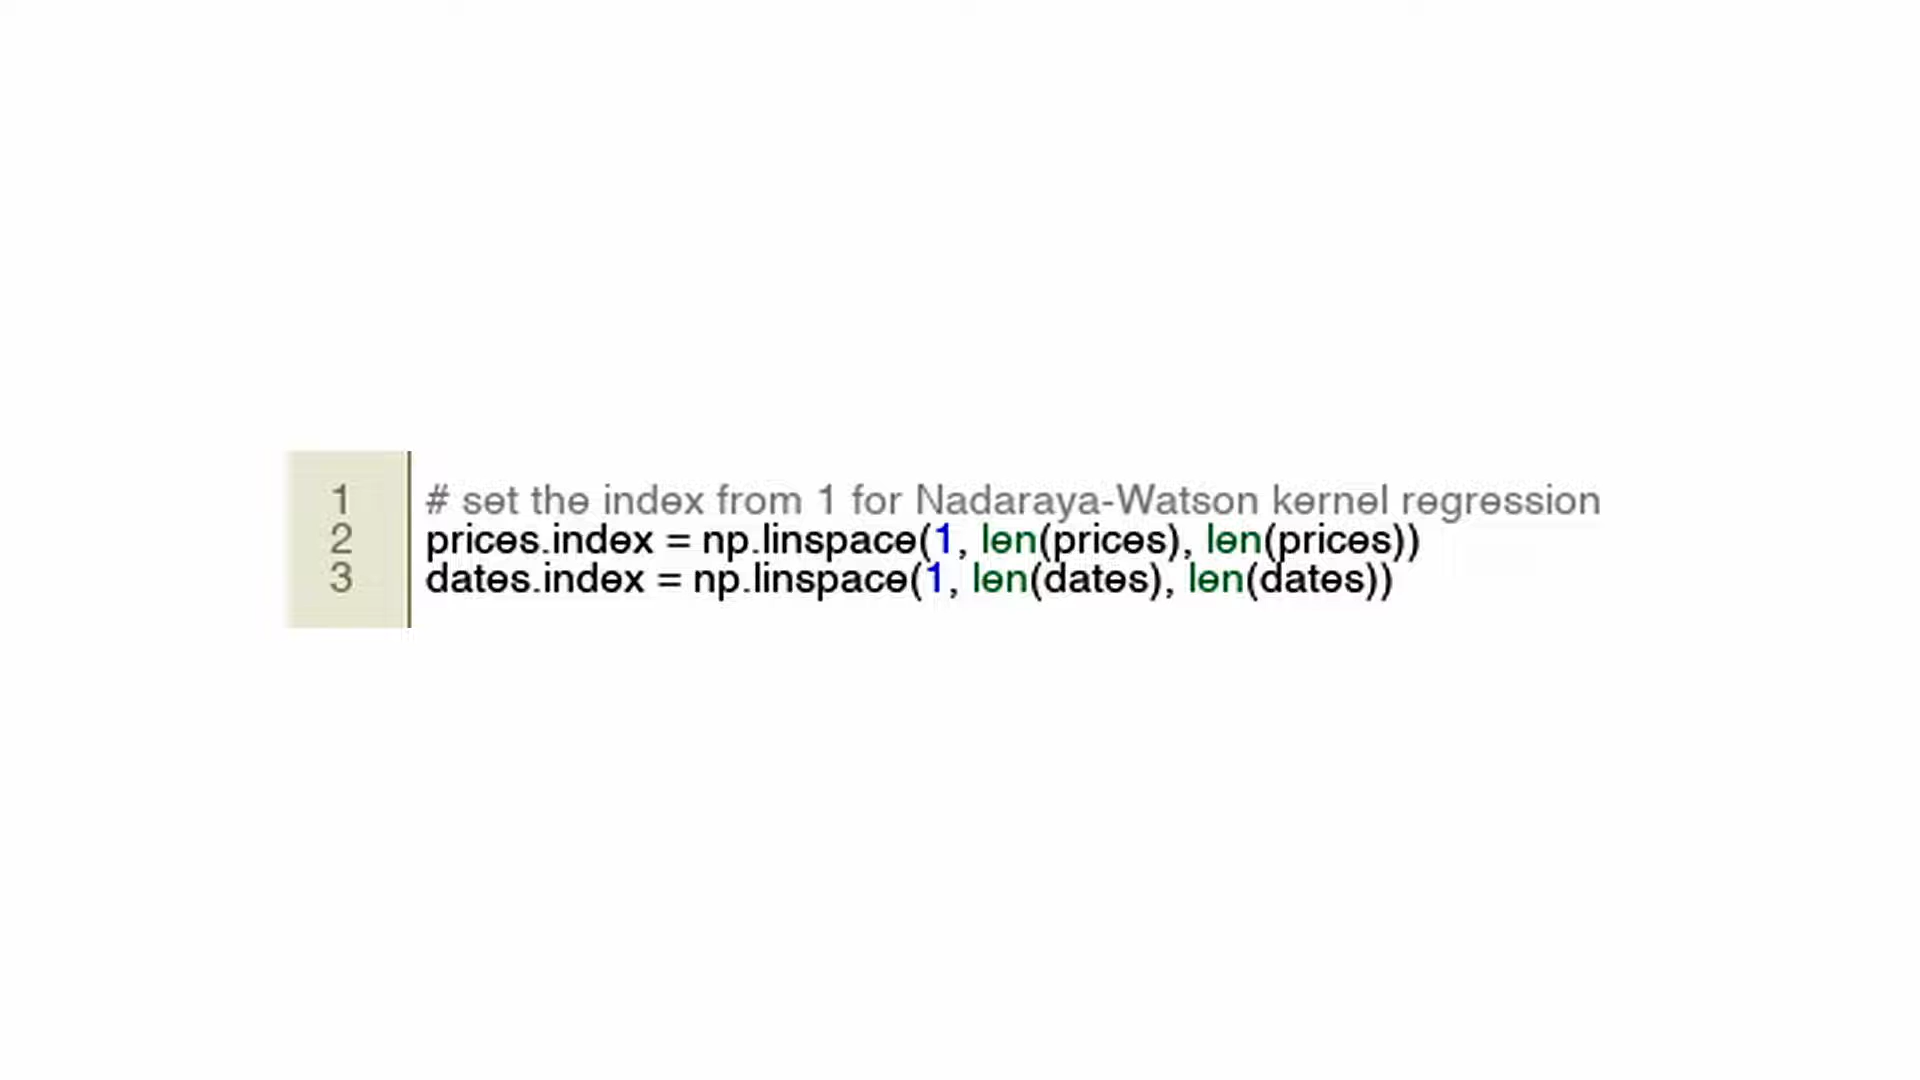 1 # set the index from 1 for Nadaraya-Watson kernel regression
2 prices.index = np.linspace(1, len(prices), len(prices))
3 dates.index = np.linspace(1, len(dates), len(dates))